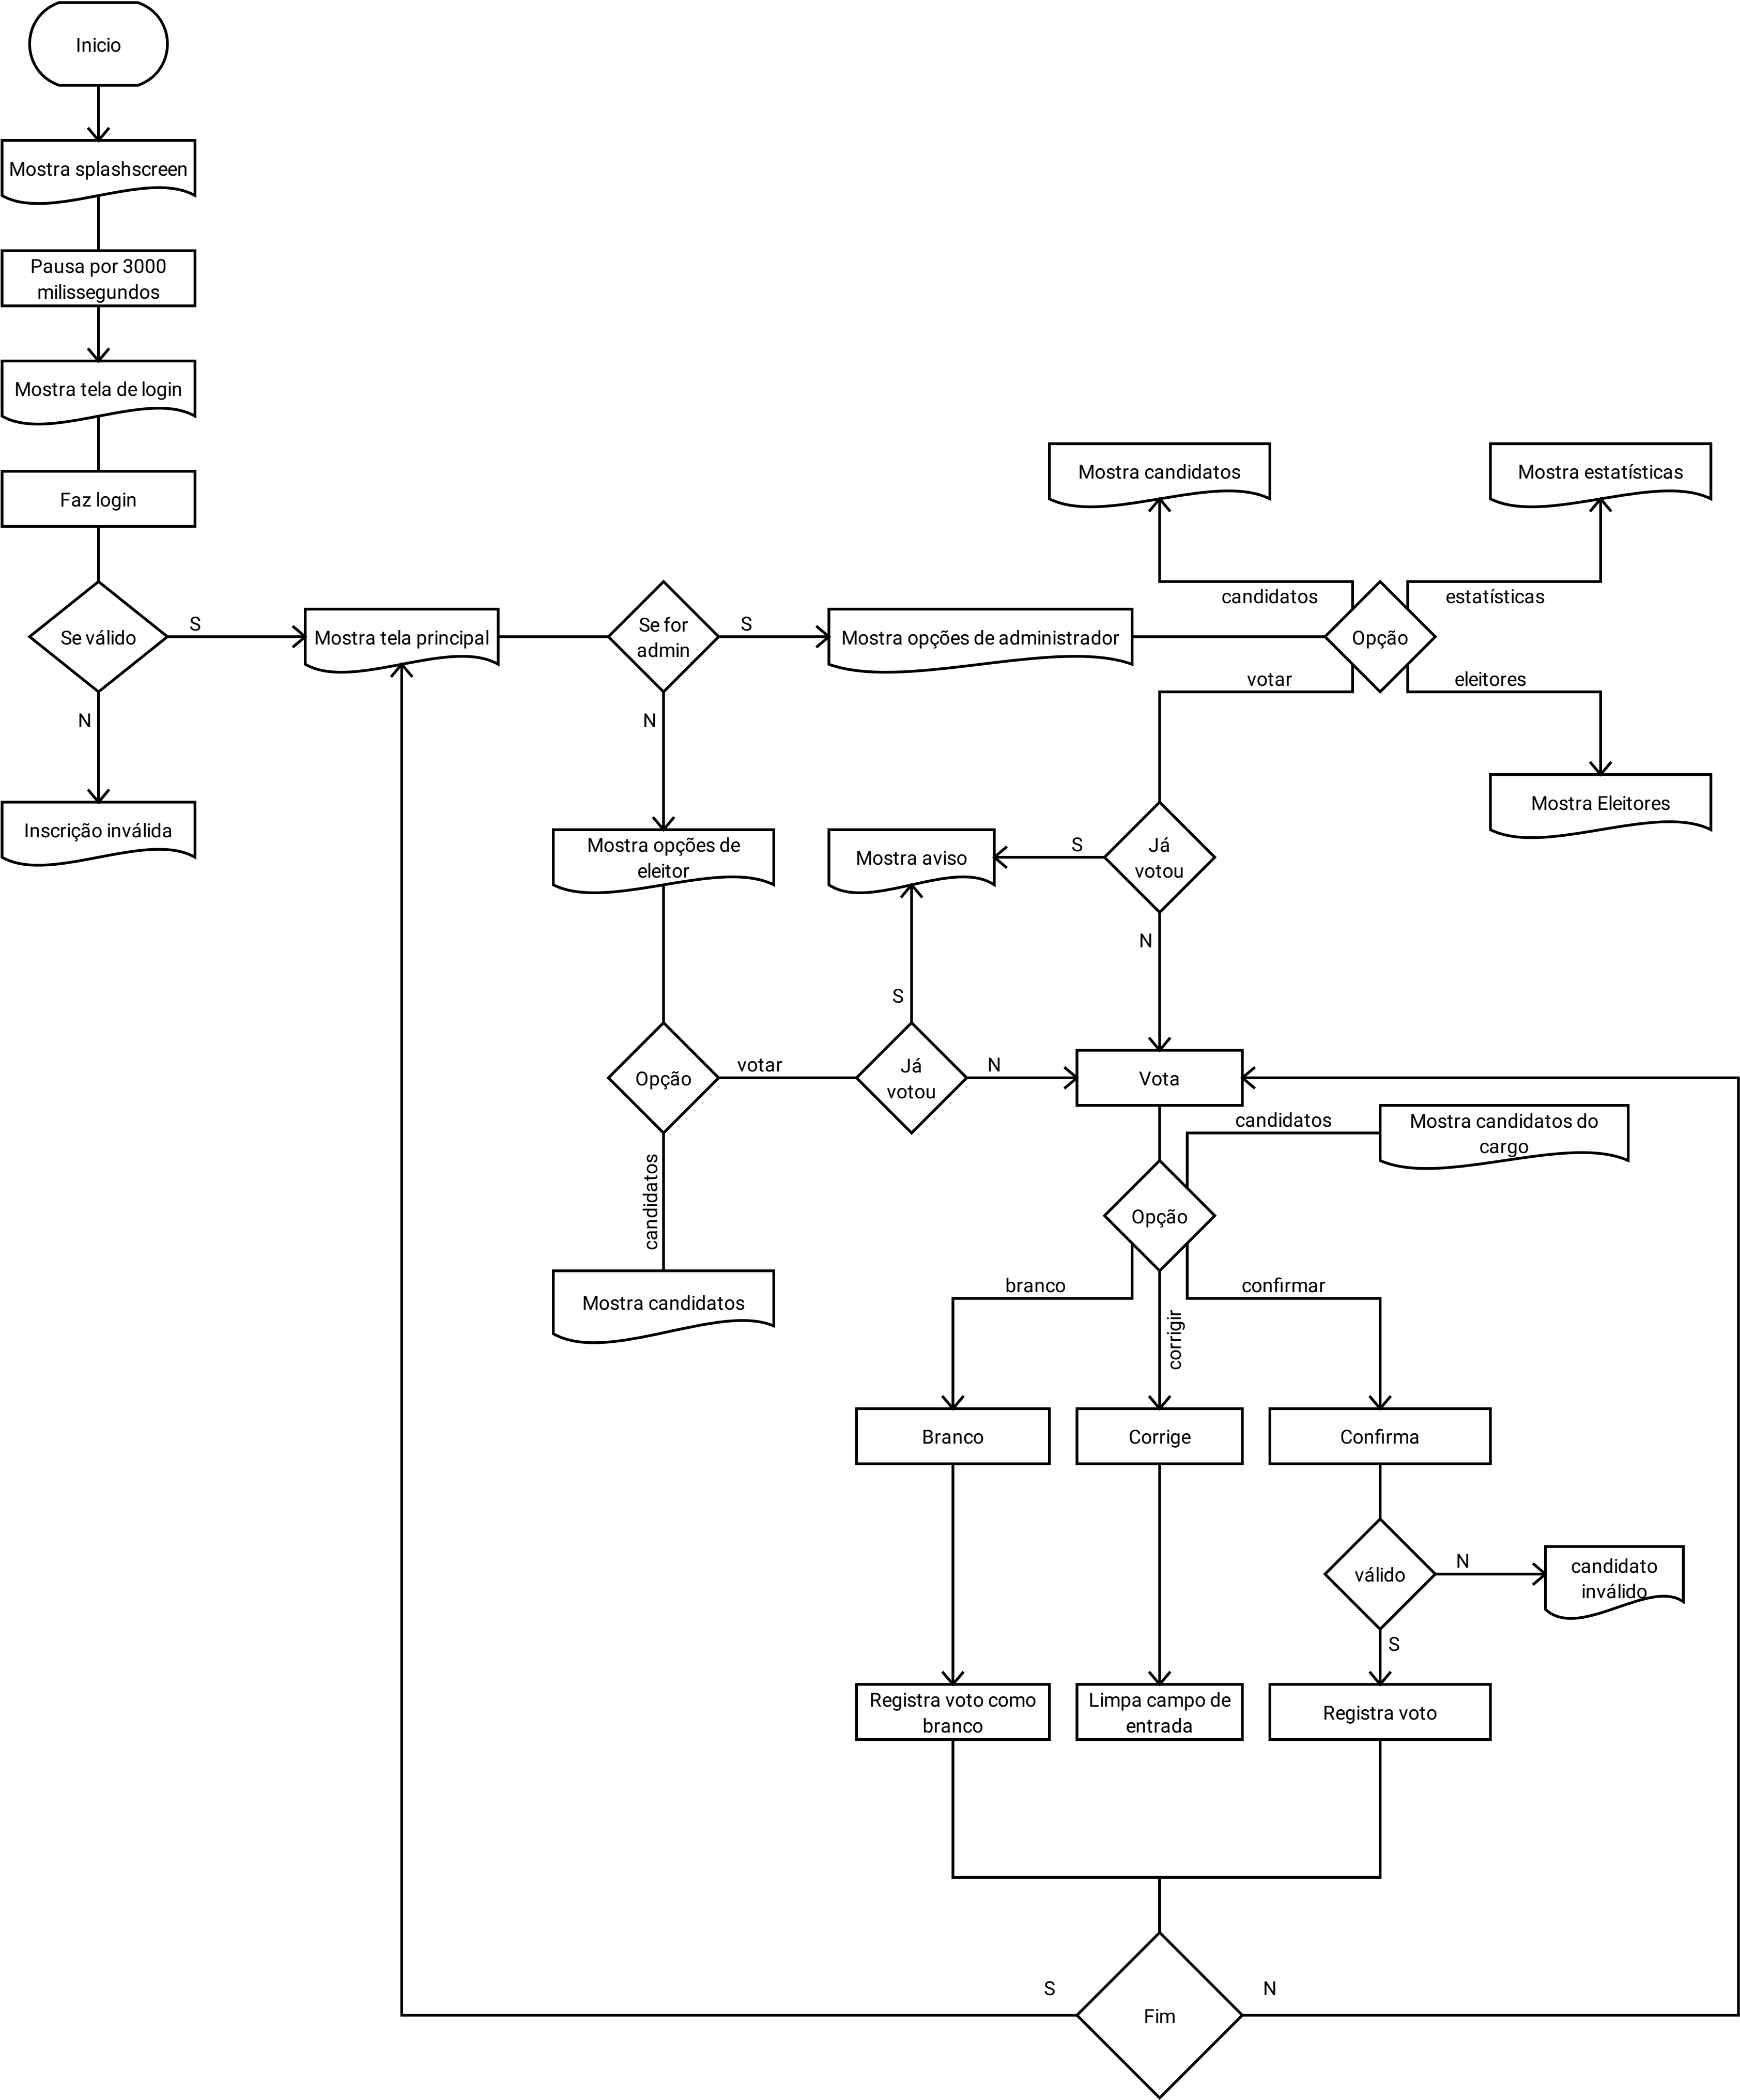 Inicio
Mostra splashscreen
Pausa por 3000
milissegundos
Mostra tela de login
Faz login
Se válido
S
N
Inscrição inválida
Mostra tela principal
Se for
admin
S
N
Mostra opções de administrador
Opção
candidatos
Mostra candidatos
estatísticas
Mostra estatísticas
votar
eleitores
Mostra Eleitores
Já
votou
S
N
Mostra aviso
Mostra opções de
eleitor
Opção
votar
candidatos
Mostra candidatos
Já
votou
S
N
Vota
candidatos
Mostra candidatos do
cargo
Opção
branco
corrigir
confirmar
Branco
Corrige
Confirma
válido
N
candidato
inválido
S
Registra voto como
branco
Limpa campo de
entrada
Registra voto
S
Fim
N